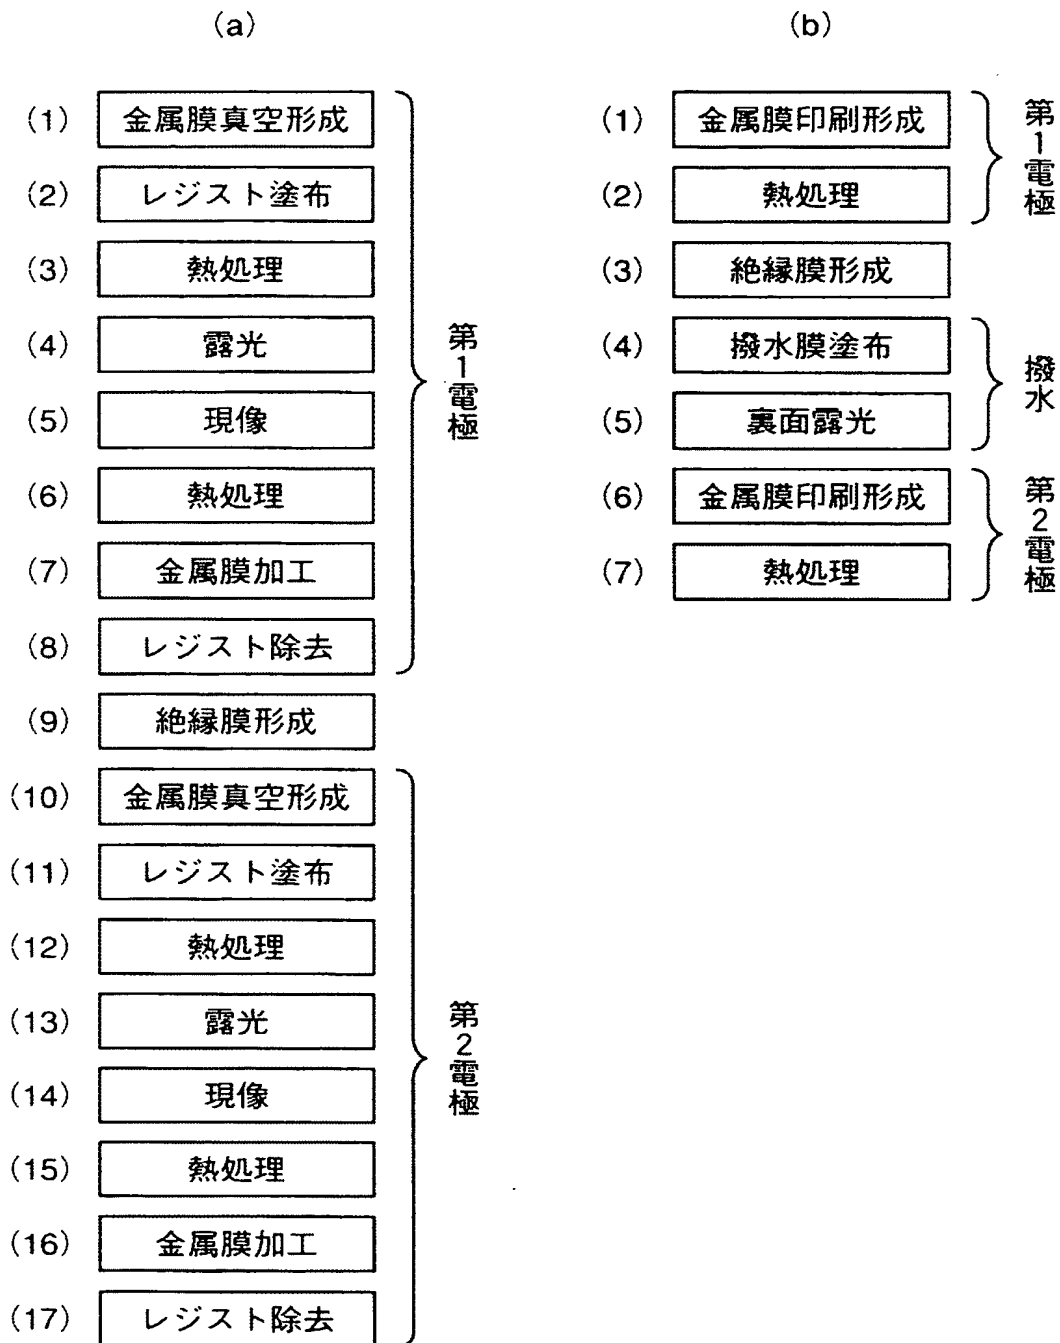 (a)
(1) 金属膜真空形成
(2) レジスト塗布
(3) 熱処理
(4) 露光
(5) 現像
(6) 熱処理
(7) 金属膜加工
(8) レジスト除去
第1電極
(9) 絶縁膜形成
(10) 金属膜真空形成
(11) レジスト塗布
(12) 熱処理
(13) 露光
(14) 現像
(15) 熱処理
(16) 金属膜加工
(17) レジスト除去
第2電極
(b)
(1) 金属膜印刷形成
(2) 熱処理
第1電極
(3) 絶縁膜形成
(4) 撥水膜塗布
(5) 裏面露光
撥水
(6) 金属膜印刷形成
(7) 熱処理
第2電極